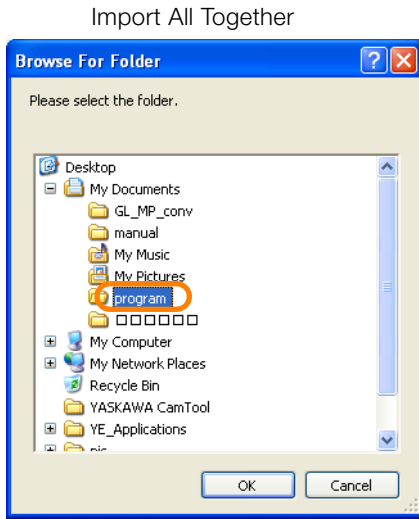 Import All Together
Browse For Folder
Please select the folder.
Desktop
My Documents
GL_MP_conv
manual
My Music
My Pictures
program
□□□□□□
My Computer
My Network Places
Recycle Bin
YASKAWA CamTool
YE_Applications
OK
Cancel